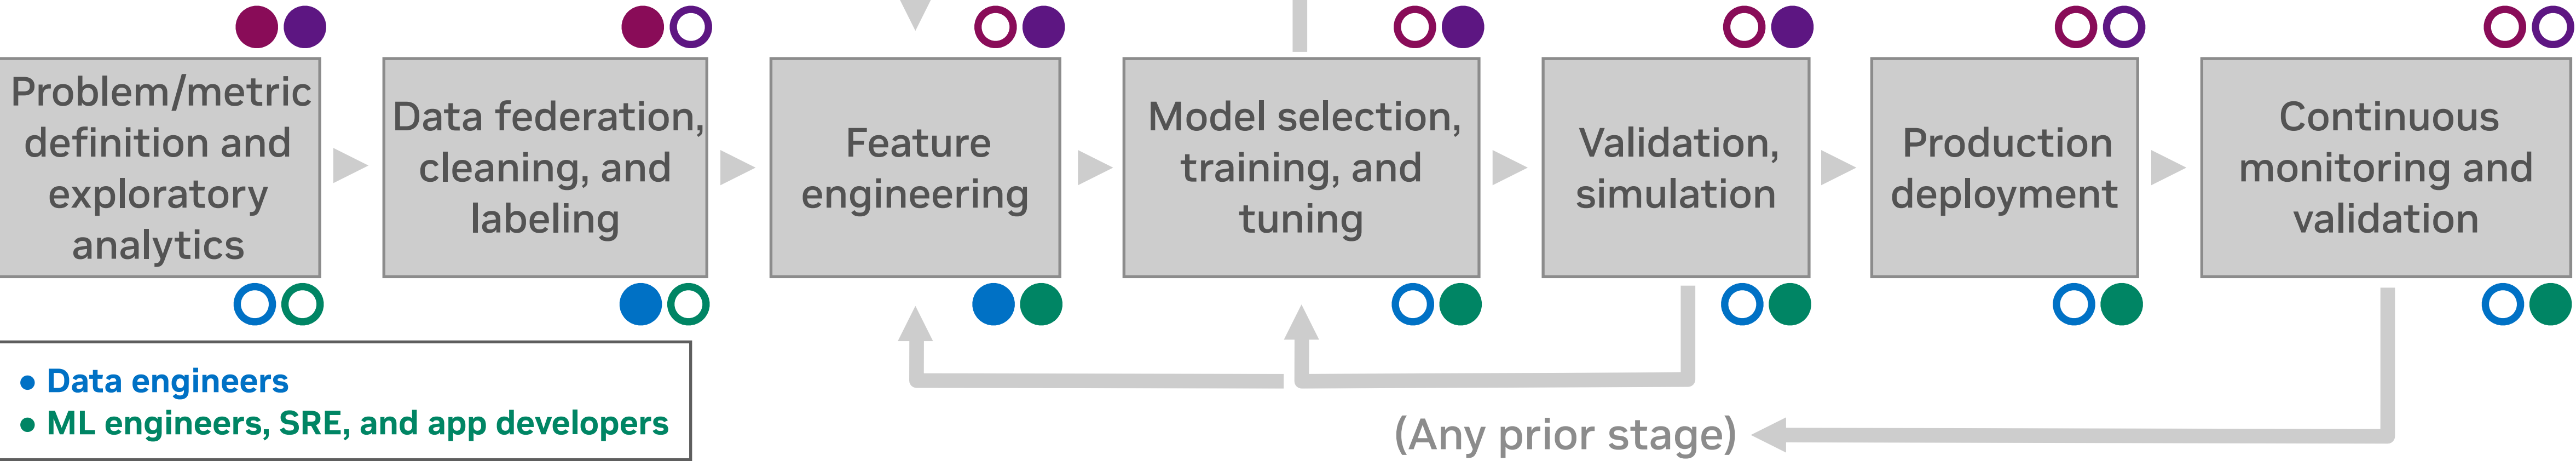 Problem/metric
definition and
exploratory
analytics
Data federation,
cleaning, and
labeling
Feature
engineering
Model selection,
training, and
tuning
Validation,
simulation
Production
deployment
Continuous
monitoring and
validation
• Data engineers
• ML engineers, SRE, and app developers
(Any prior stage)